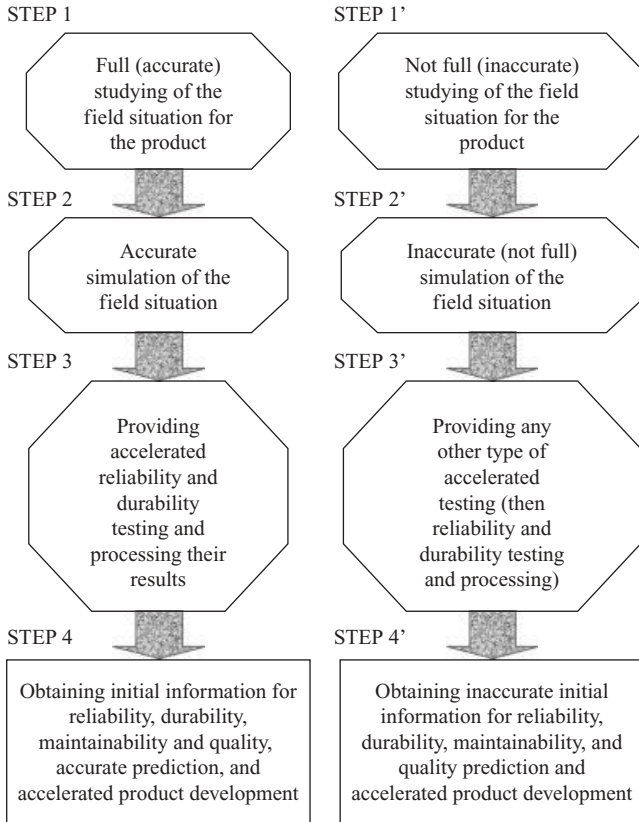 STEP 1
Full (accurate)
studying of the
field situation for
the product
STEP 2
Accurate
simulation of the
field situation
STEP 3
Providing
accelerated
reliability and
durability
testing and
processing their
results
STEP 4
Obtaining initial information for
reliability, durability,
maintainability and quality,
accurate prediction, and
accelerated product development
STEP 1’
Not full (inaccurate)
studying of the field
situation for the
product
STEP 2’
Inaccurate (not full)
simulation of the
field situation
STEP 3’
Providing any
other type of
accelerated
testing (then
reliability and
durability testing
and processing)
STEP 4’
Obtaining inaccurate initial
information for reliability,
durability, maintainability, and
quality prediction and
accelerated product development